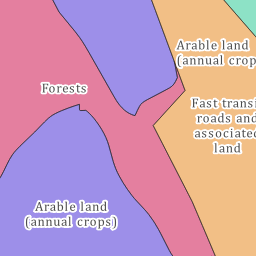 Arable land
(annual crop
Forests
Fast transi
roads and
associated
land
Arable land
(annual crops)